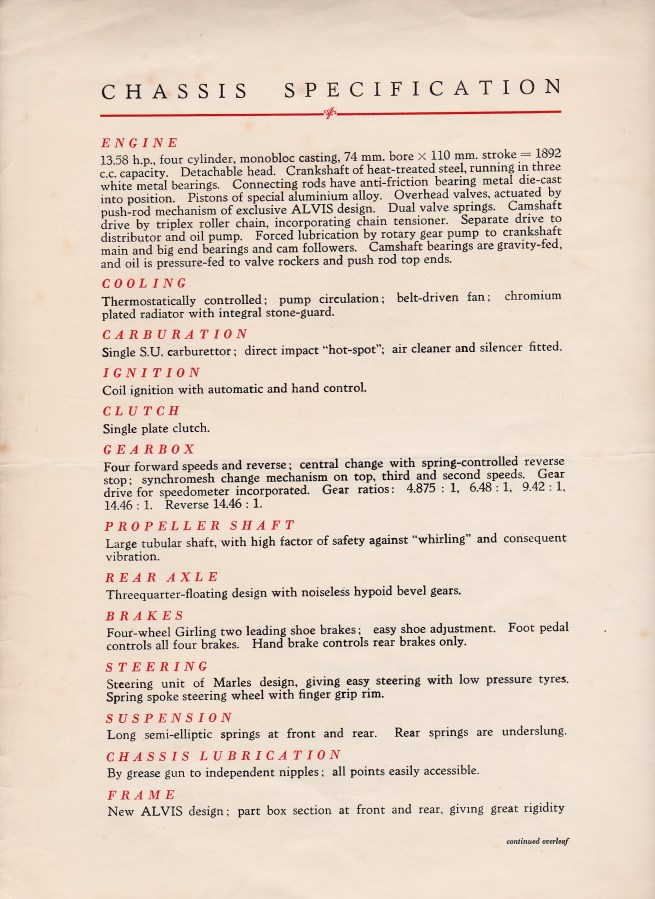 CHASSIS SPECIFICATION
ENGINE
13.58 h.p., four cylinder, monobloc casting, 74 mm. bore × 110 mm. stroke = 1892
c.c. capacity. Detachable head. Crankshaft of heat-treated steel, running in three
white metal bearings. Connecting rods have anti-friction bearing metal die-cast
into position. Pistons of special aluminium alloy. Overhead valves, actuated by
push-rod mechanism of exclusive ALVIS design. Dual valve springs. Camshaft
drive by triplex roller chain, incorporating chain tensioner. Separate drive to
distributor and oil pump. Forced lubrication by rotary gear pump to crankshaft
main and big end bearings and cam followers. Camshaft bearings are gravity-fed,
and oil is pressure-fed to valve rockers and push rod top ends.
COOLING
Thermostatically controlled; pump circulation; belt-driven fan; chromium
plated radiator with integral stone-guard.
CARBURATION
Single S.U. carburettor; direct impact "hot-spot"; air cleaner and silencer fitted.
IGNITION
Coil ignition with automatic and hand control.
CLUTCH
Single plate clutch.
GEARBOX
Four forward speeds and reverse; central change with spring-controlled reverse
stop; synchromesh change mechanism on top, third and second speeds. Gear
drive for speedometer incorporated. Gear ratios: 4.875 : 1, 6.48 : 1, 9.42 : 1,
14.46 : 1. Reverse 14.46 : 1.
PROPELLER SHAFT
Large tubular shaft, with high factor of safety against "whirling" and consequent
vibration.
REAR AXLE
Threequarter-floating design with noiseless hypoid bevel gears.
BRAKES
Four-wheel Girling two leading shoe brakes; easy shoe adjustment. Foot pedal
controls all four brakes. Hand brake controls rear brakes only.
STEERING
Steering unit of Marles design, giving easy steering with low pressure tyres.
Spring spoke steering wheel with finger grip rim.
SUSPENSION
Long semi-elliptic springs at front and rear. Rear springs are underslung.
CHASSIS LUBRICATION
By grease gun to independent nipples; all points easily accessible.
FRAME
New ALVIS design; part box section at front and rear, giving great rigidity
continued overleaf